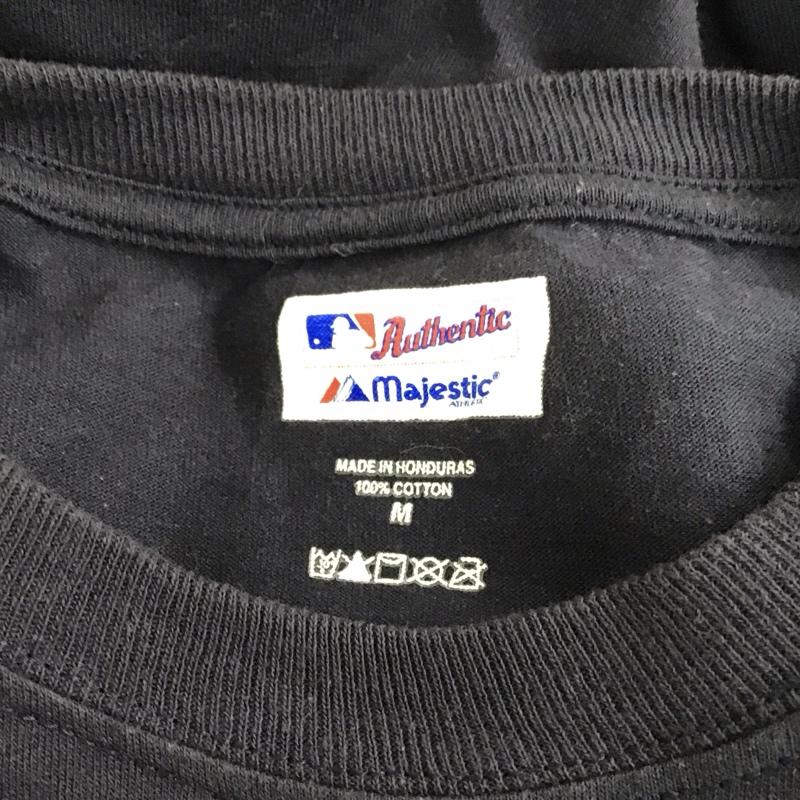 Authentic
Majestic®
ATHLETIC
MADE IN HONDURAS
100% COTTON
M